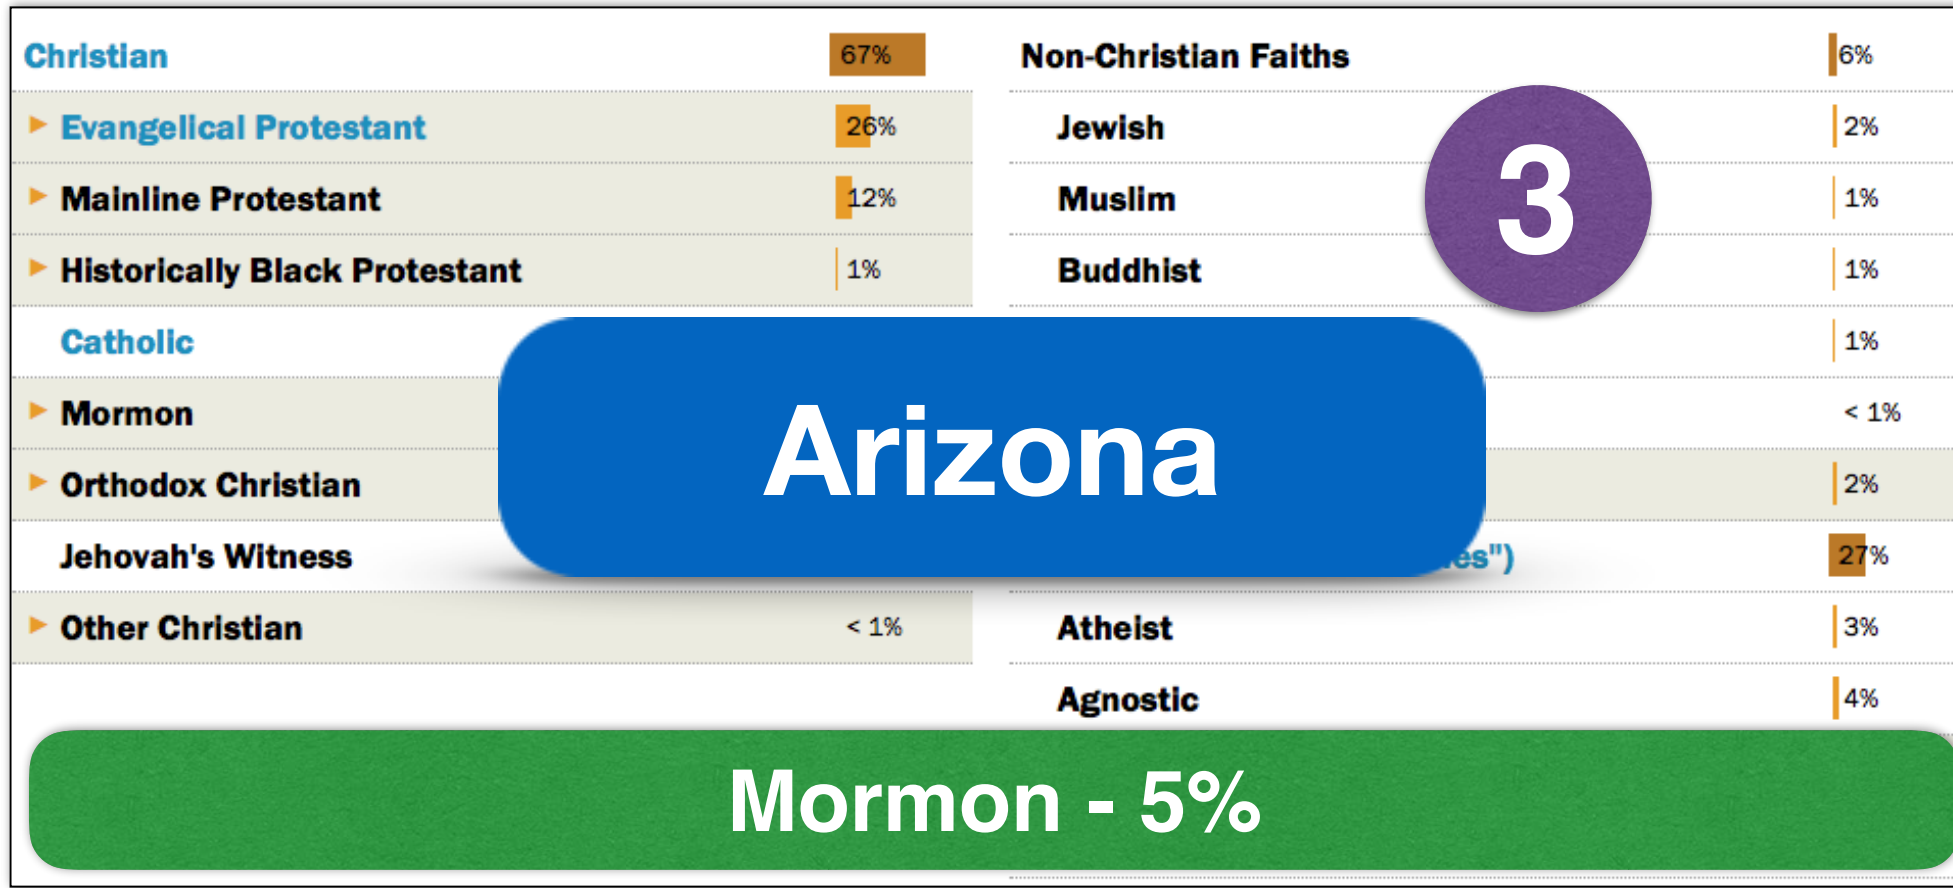 Christian 67%
Evangelical Protestant 26%
Mainline Protestant 12%
Historically Black Protestant 1%
Catholic
Mormon
Orthodox Christian
Jehovah's Witness
Other Christian < 1%
Non-Christian Faiths 6%
Jewish 2%
Muslim 1%
Buddhist 1%
1%
< 1%
2%
es") 27%
Atheist 3%
Agnostic 4%
3
Arizona
Mormon - 5%